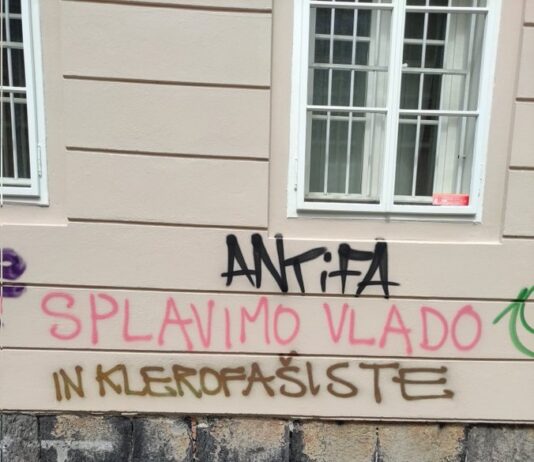 ANTiFA
SPLAVIMO VLADO
IN KLEROFAŠISTE